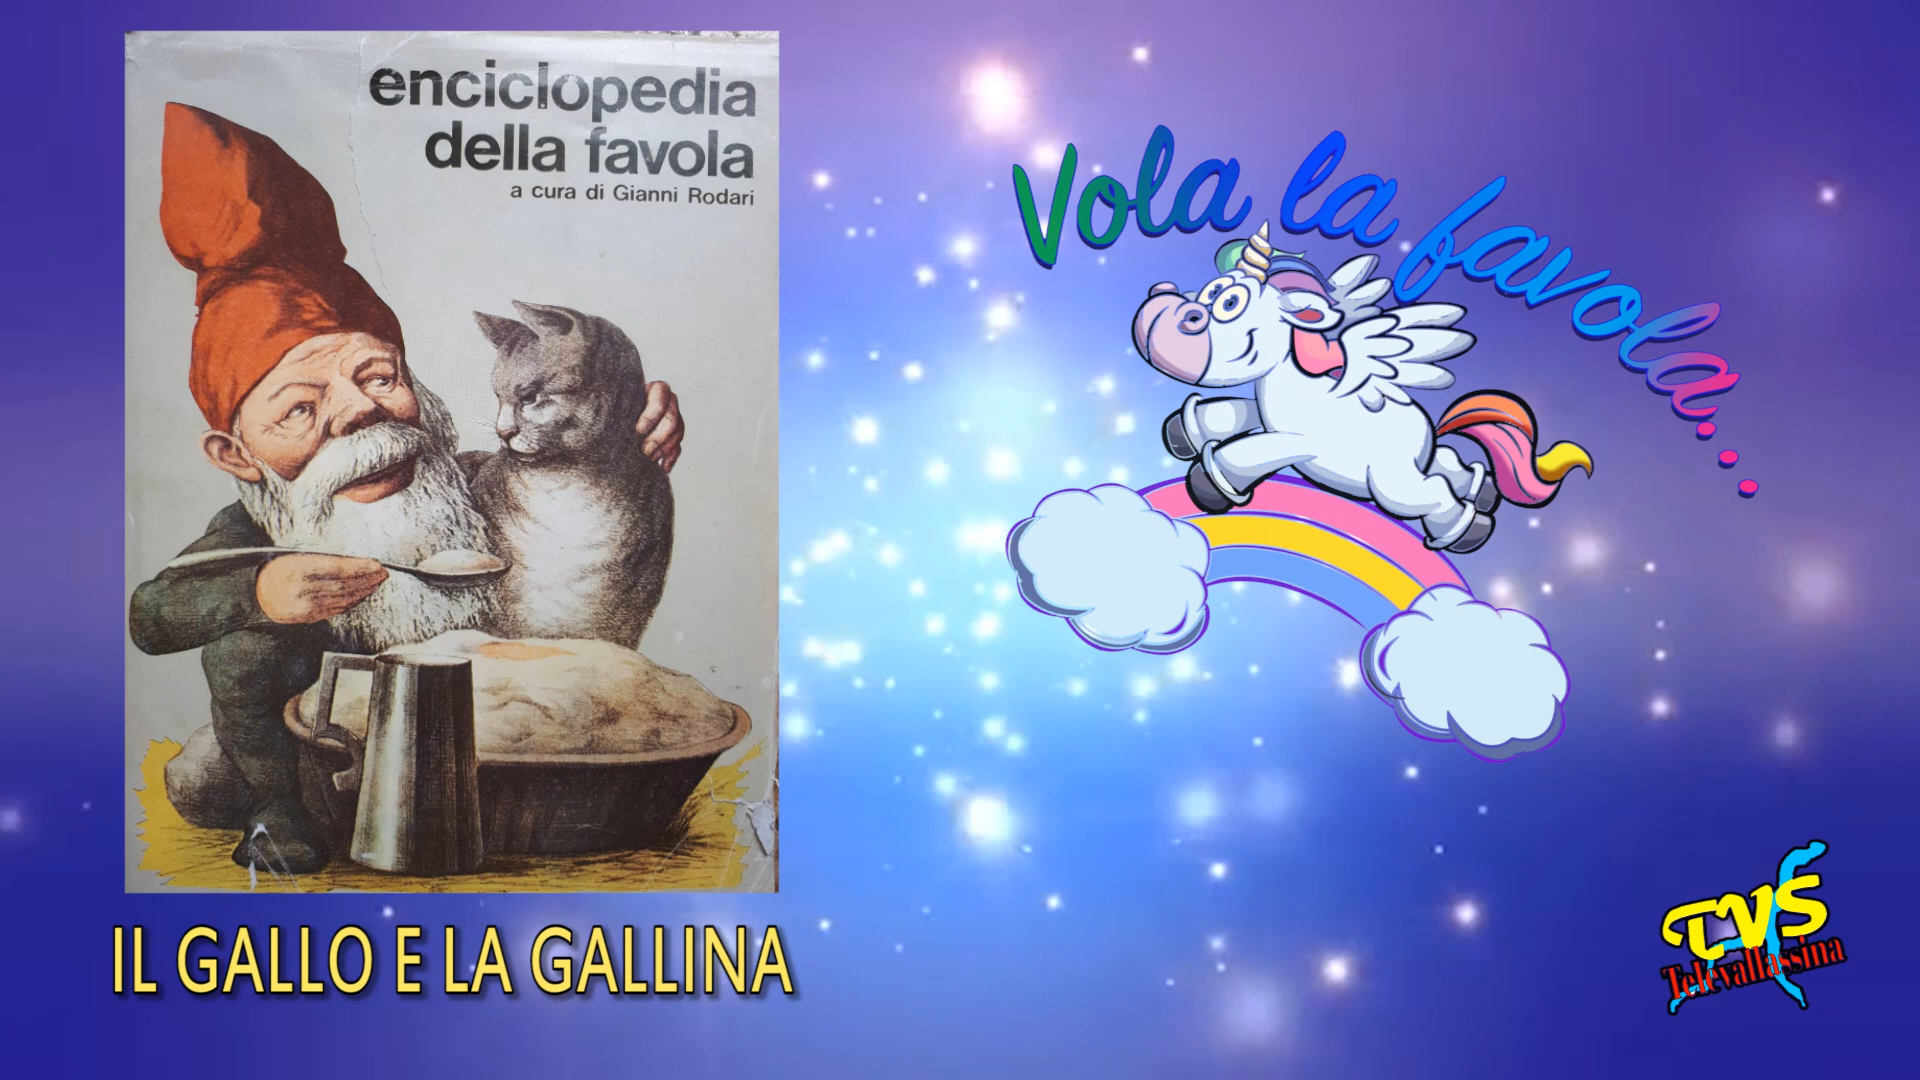 enciclopedia
della favola
a cura di Gianni Rodari
Vola la favola...
IL GALLO E LA GALLINA
TVS
Televallassina